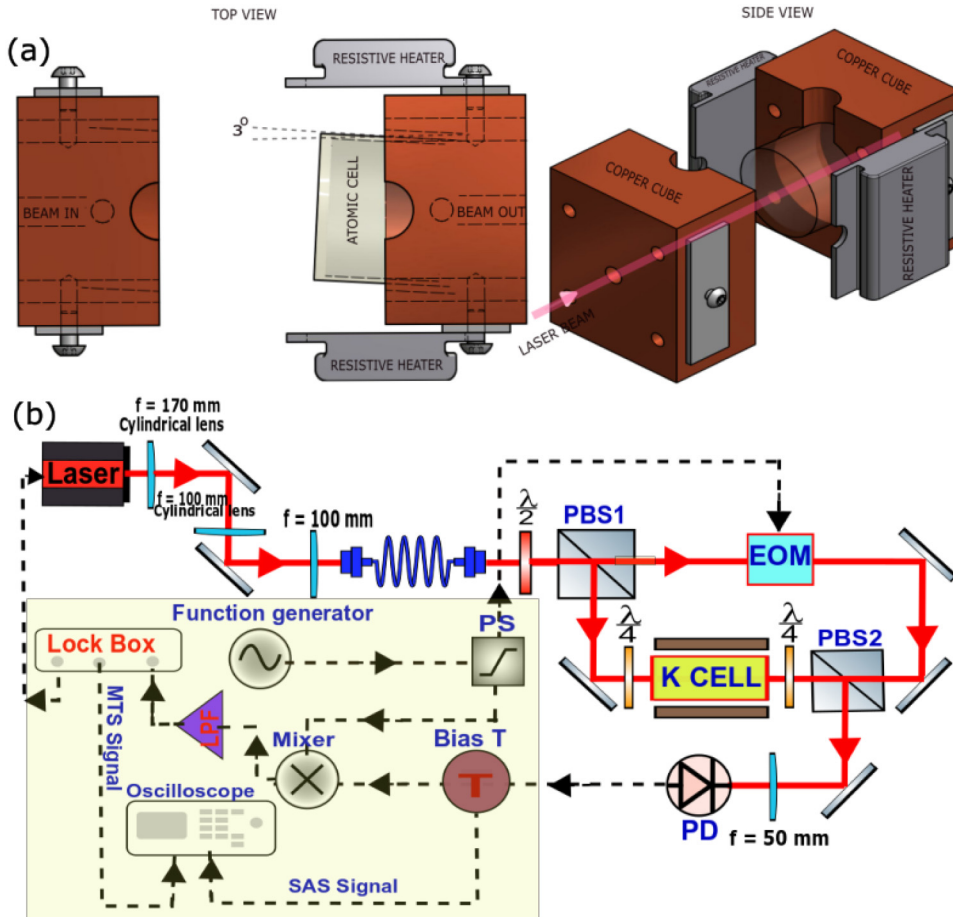 TOP VIEW
SIDE VIEW
(a)
RESISTIVE HEATER
3°
BEAM IN
ATOMIC CELL
BEAM OUT
RESISTIVE HEATER
RESISTIVE HEATER
COPPER CUBE
COPPER CUBE
RESISTIVE HEATER
LASER BEAM
(b)
f = 170 mm
Cylindrical lens
Laser
f = 100 mm
Cylindrical lens
f = 100 mm
λ/2
PBS1
EOM
Function generator
PS
λ/4
λ/4
PBS2
Lock Box
K CELL
MTS Signal
LPF
Mixer
Bias T
T
Oscilloscope
PD
f = 50 mm
SAS Signal